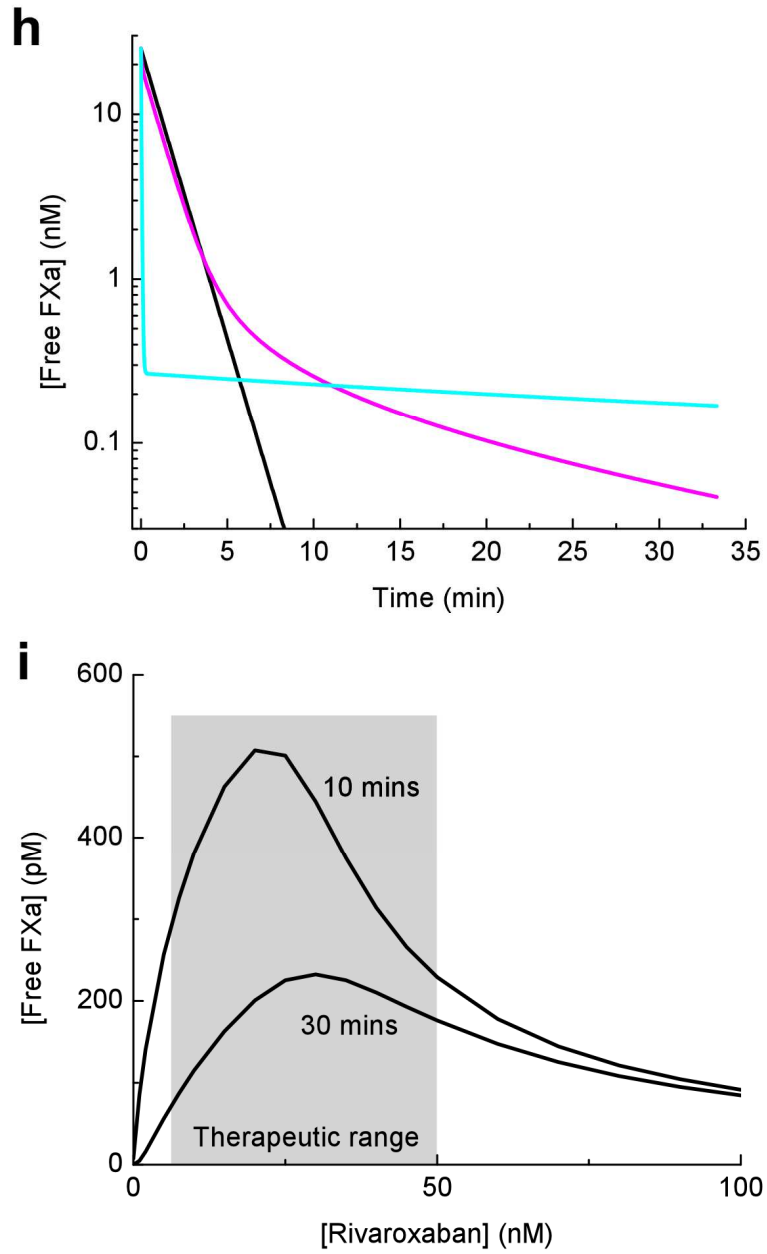 h
10
1
0.1
[Free FXa] (nM)
0 5 10 15 20 25 30 35
Time (min)
i
600
400
200
0
[Free FXa] (pM)
10 mins
30 mins
Therapeutic range
0 50 100
[Rivaroxaban] (nM)